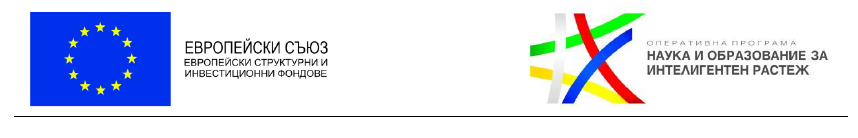 ЕВРОПЕЙСКИ СЪЮЗ
ЕВРОПЕЙСКИ СТРУКТУРНИ И
ИНВЕСТИЦИОННИ ФОНДОВЕ
ОПЕРАТИВНА ПРОГРАМА
НАУКА И ОБРАЗОВАНИЕ ЗА
ИНТЕЛИГЕНТЕН РАСТЕЖ